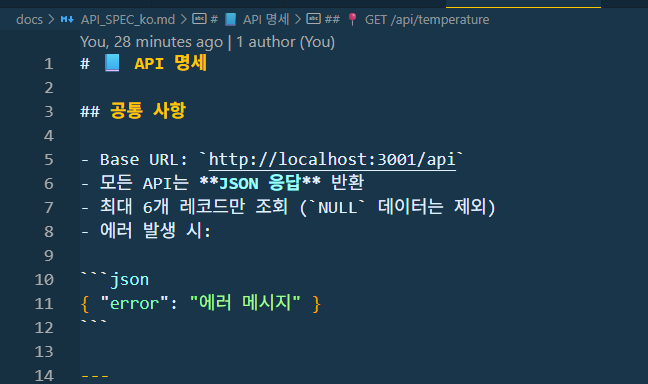 docs > API_SPEC_ko.md > # 📘 API 명세 > ## 📍 GET /api/temperature
You, 28 minutes ago | 1 author (You)
1 # 📘 API 명세
2
3 ## 공통 사항
4
5 - Base URL: `http://localhost:3001/api`
6 - 모든 API는 **JSON 응답** 반환
7 - 최대 6개 레코드만 조회 (`NULL` 데이터는 제외)
8 - 에러 발생 시:
9
10 ```json
11 { "error": "에러 메시지" }
12 ```
13
14 ---